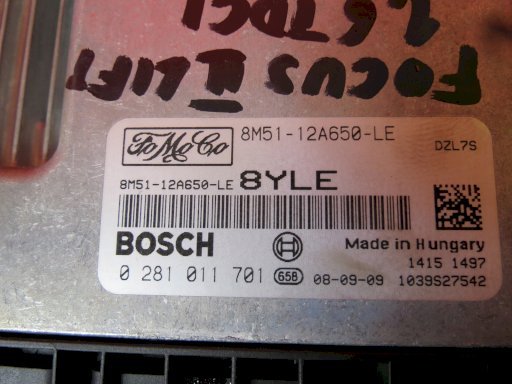 1.6 TDCI
FOCUS II LIFT
FoMoCo
8M51-12A650-LE
DZL7S
8M51-12A650-LE 8YLE
BOSCH
Made in Hungary
1415 1497
0 281 011 701 65B 08-09-09 1039S27542